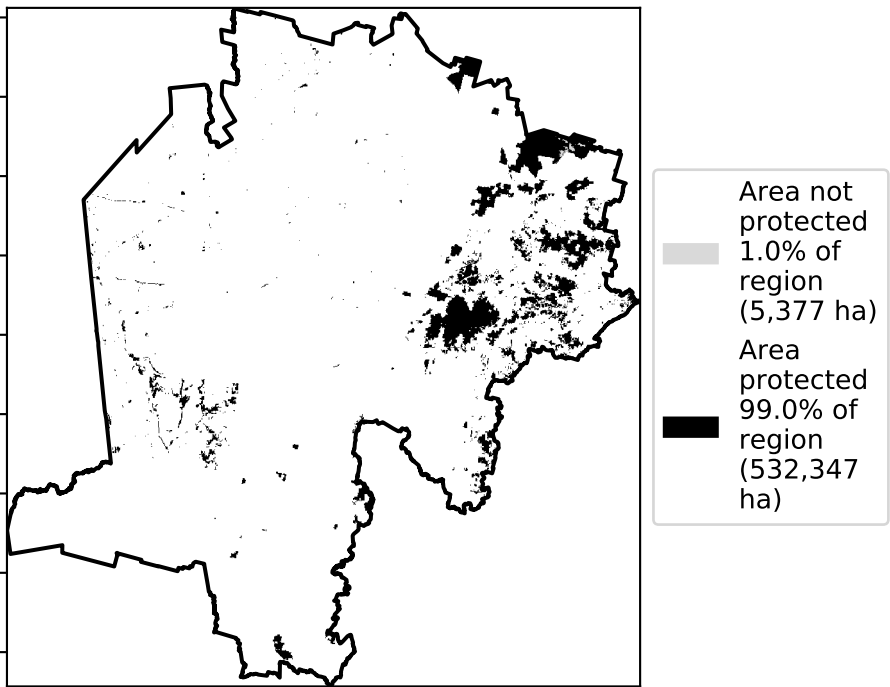 Area not
protected
1.0% of
region
(5,377 ha)
Area
protected
99.0% of
region
(532,347
ha)